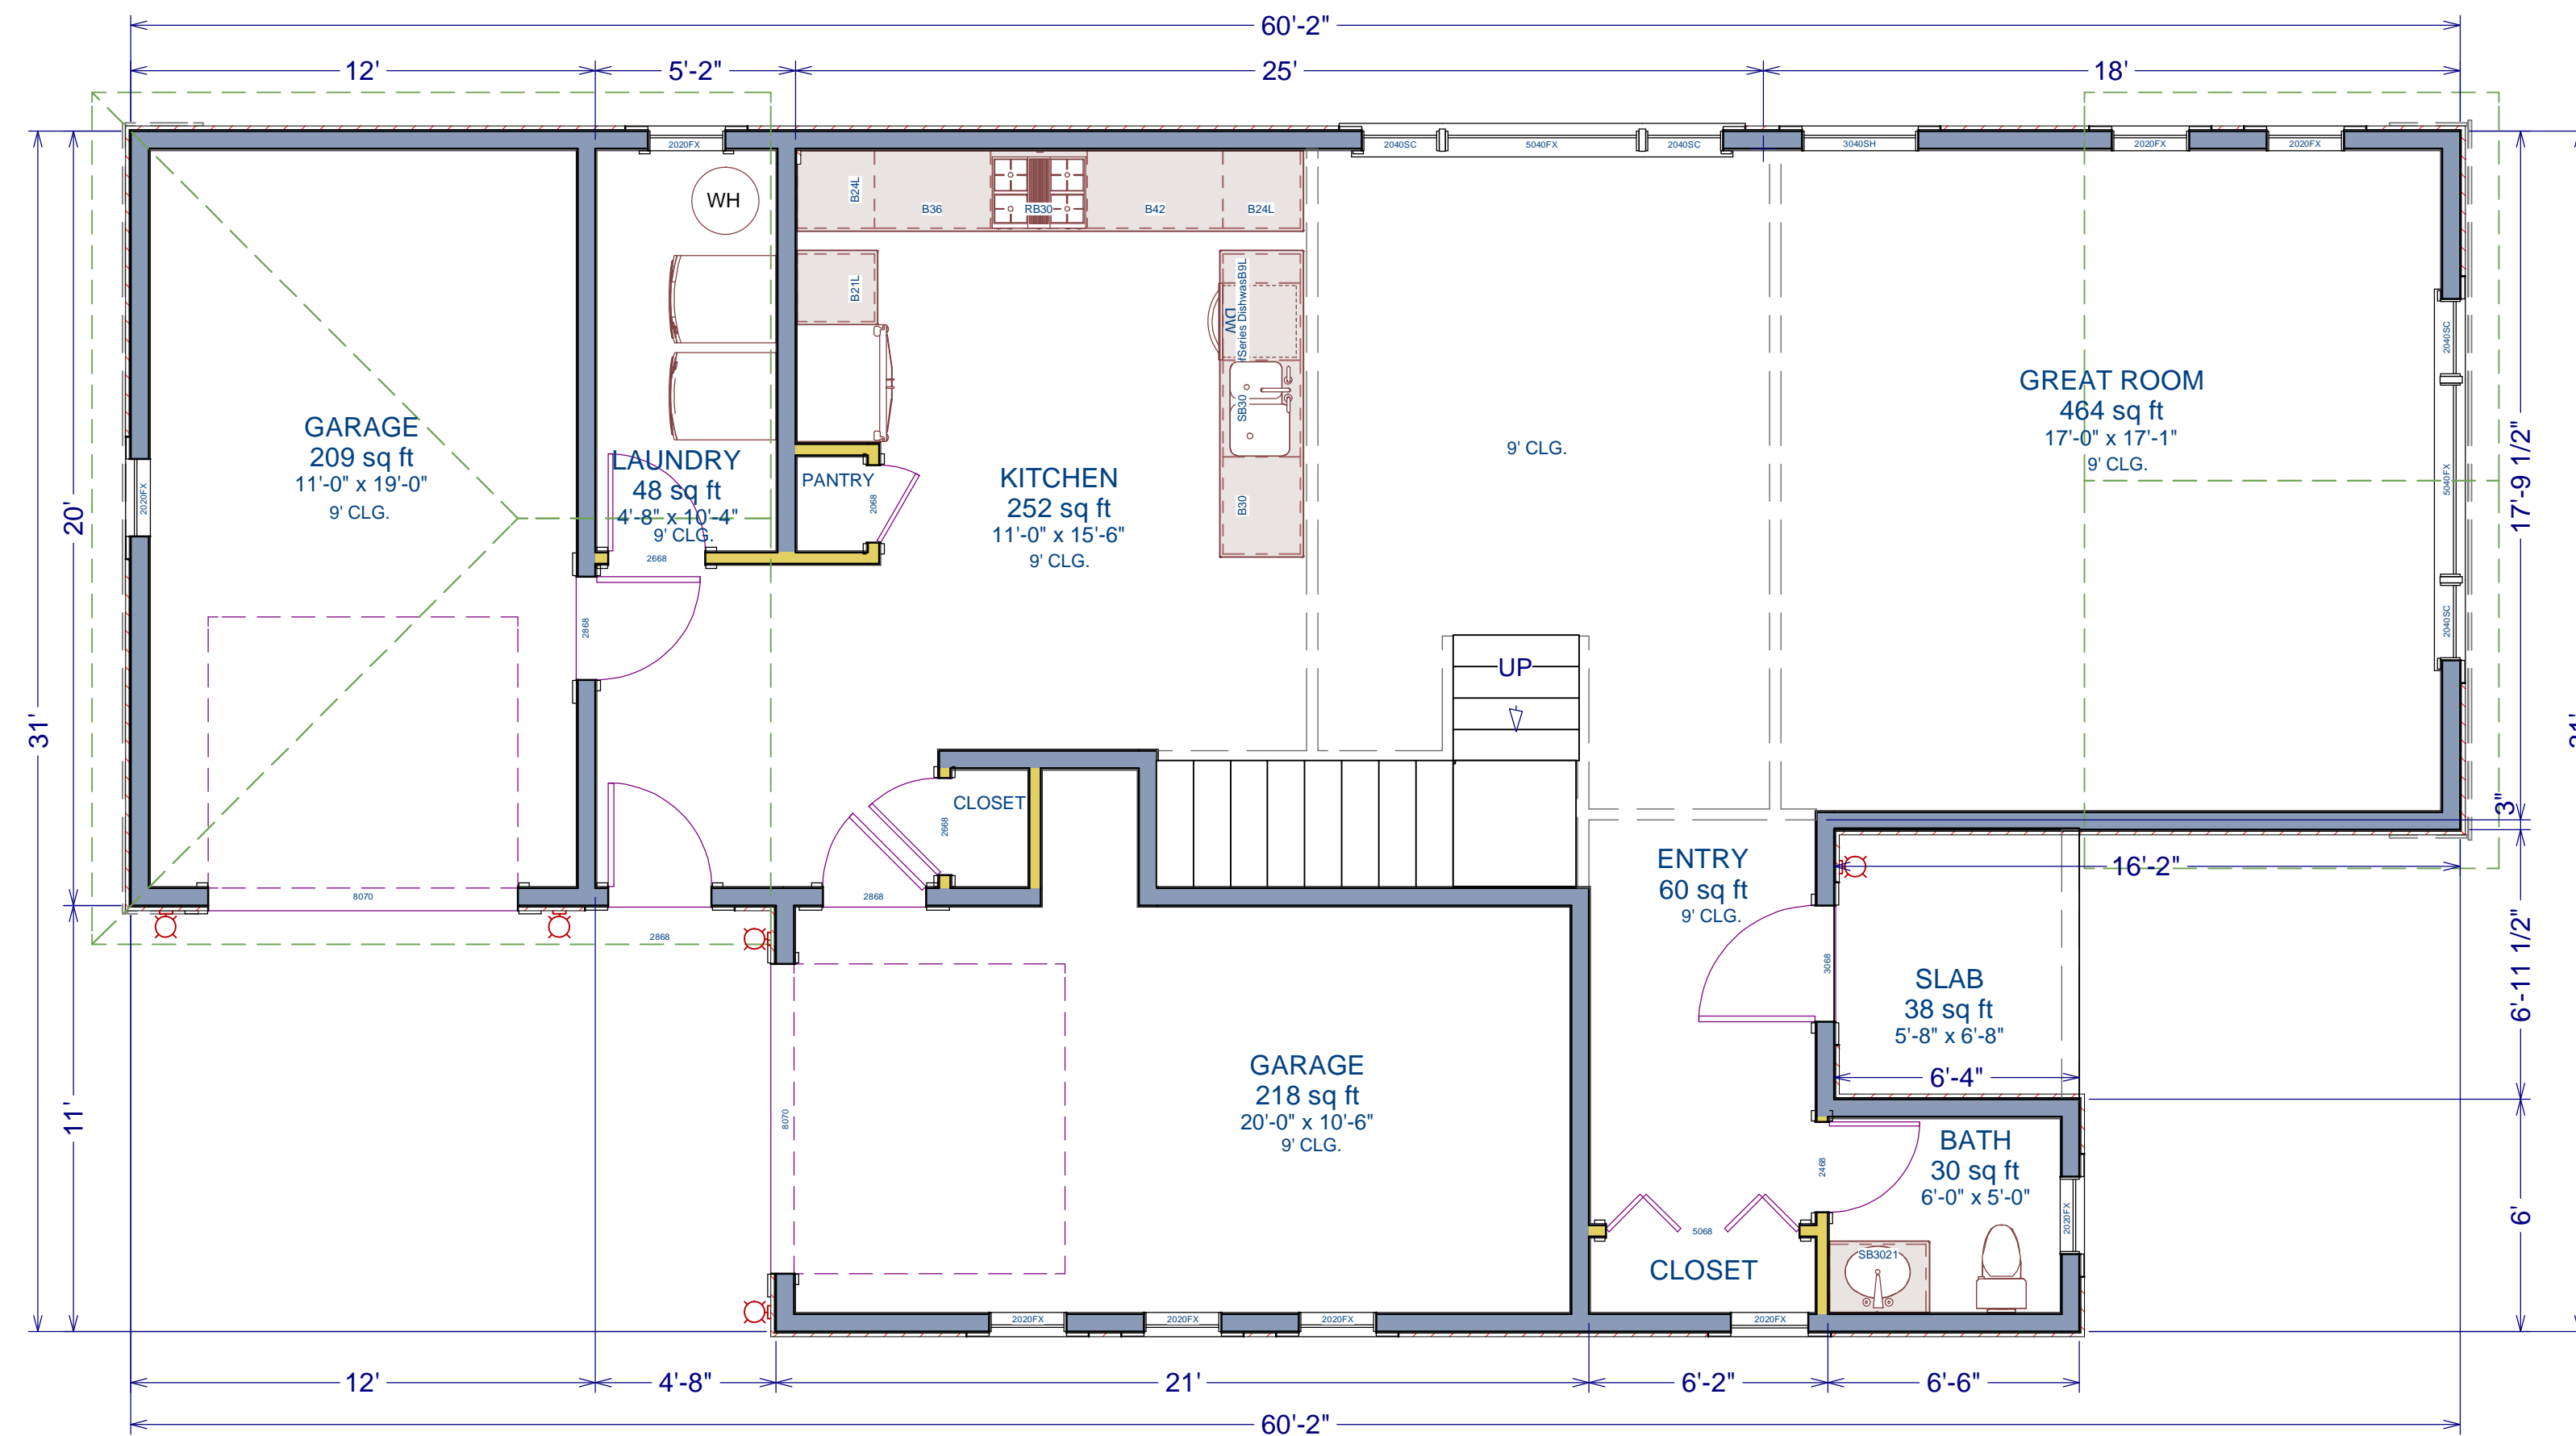 60'-2"
12'
5'-2"
25'
18'
2020FX
2040SC
5040FX
2040SC
3040SH
2020FX
2020FX
WH
B24L
B36
RB30
B42
B24L
B21L
DW
SB30
B30
2040SC
5040FX
2040SC
GARAGE
209 sq ft
11'-0" x 19'-0"
9' CLG.
2020FX
LAUNDRY
48 sq ft
4'-8" x 10'-4"
9' CLG.
2668
PANTRY
2068
KITCHEN
252 sq ft
11'-0" x 15'-6"
9' CLG.
9' CLG.
GREAT ROOM
464 sq ft
17'-0" x 17'-1"
9' CLG.
17'-9 1/2"
20'
31'
2868
UP
CLOSET
2668
3"
16'-2"
ENTRY
60 sq ft
9' CLG.
8070
2868
2868
3068
SLAB
38 sq ft
5'-8" x 6'-8"
6'-4"
6'-11 1/2"
11'
8070
GARAGE
218 sq ft
20'-0" x 10'-6"
9' CLG.
2468
BATH
30 sq ft
6'-0" x 5'-0"
2020FX
6'
5068
CLOSET
SB3021
2020FX
2020FX
2020FX
2020FX
12'
4'-8"
21'
6'-2"
6'-6"
60'-2"